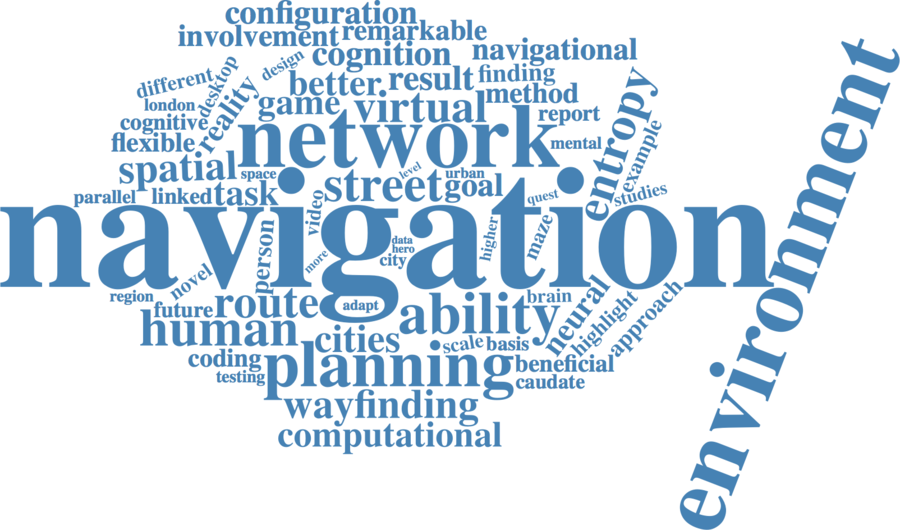 configuration
involvement remarkable
cognition navigational
different desktop design better result finding
london reality game virtual method
cognitive report
flexible network mental entropy example
spatial space level urban
street goal quest studies
parallel linked task
navigation
environment
video data hero city higher maze
person more
region novel adapt brain
future route ability neural highlight approach
human cities scale basis
coding planning beneficial
testing caudate
wayfinding
computational